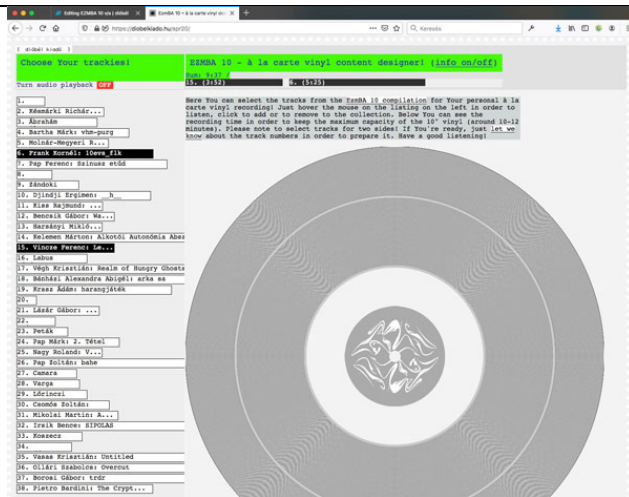 Editing EZMBA 10 s/s | dióbél
EZMBA 10 - à la carte vinyl
https://diobelkiado.hu/spr20/
Keresés
( dióbél kiadó )
Choose Your trackies!
EZMBA 10 - à la carte vinyl content designer! (info on/off)
Sum: 9:37 /
Turn audio playback OFF
15. (3:52)
6. (5:25)
Here You can select the tracks from the EzmBA 10 compilation for Your personal à la
carte vinyl recording! Just hover the mouse on the listing on the left in order to
listen, click to add or to remove to the collection. Below You can see the
recording time in order to keep the maximum capacity of the 10" vinyl (around 10-12
minutes). Please note to select tracks for two sides! If You're ready, just let we
know about the track numbers in order to prepare it. Have a good listening!
1.
2. Késmárki Richár...
3. Ábrahám
4. Bartha Márk: vhm-purg
5. Molnár-Megyeri R...
6. Frank Kornél: 10evs_flk
7. Pap Ferenc: Szinusz etűd
8.
9. Zándoki
10. Djindji Ergimen: __h__
11. Kiss Rajmund: ...
12. Bencsik Gábor: Wa...
13. Harsányi Mikló...
14. Kelemen Márton: Alkotói Autonómia
15. Vincze Ferenc: Le...
16. Labus
17. Végh Krisztián: Realm of Hungry Ghosts
18. Bánházi Alexandra Abigél: arka sa
19. Krasz Ádám: harangjáték
20.
21. Lázár Gábor: ...
22.
23. Peták
24. Pap Márk: 2. Tétel
25. Nagy Roland: V...
26. Pap Zoltán: bahe
27. Camara
28. Varga
29. Lőrinczi
30. Csomós Zoltán:
31. Mikolai Martin: A...
32. Irsik Bence: SIPOLAS
33. Koszecz
34.
35. Vasas Krisztián: Untitled
36. Ollári Szabolcs: Overcut
37. Borosi Gábor: trdr
38. Pietro Bardini: The Crypt...